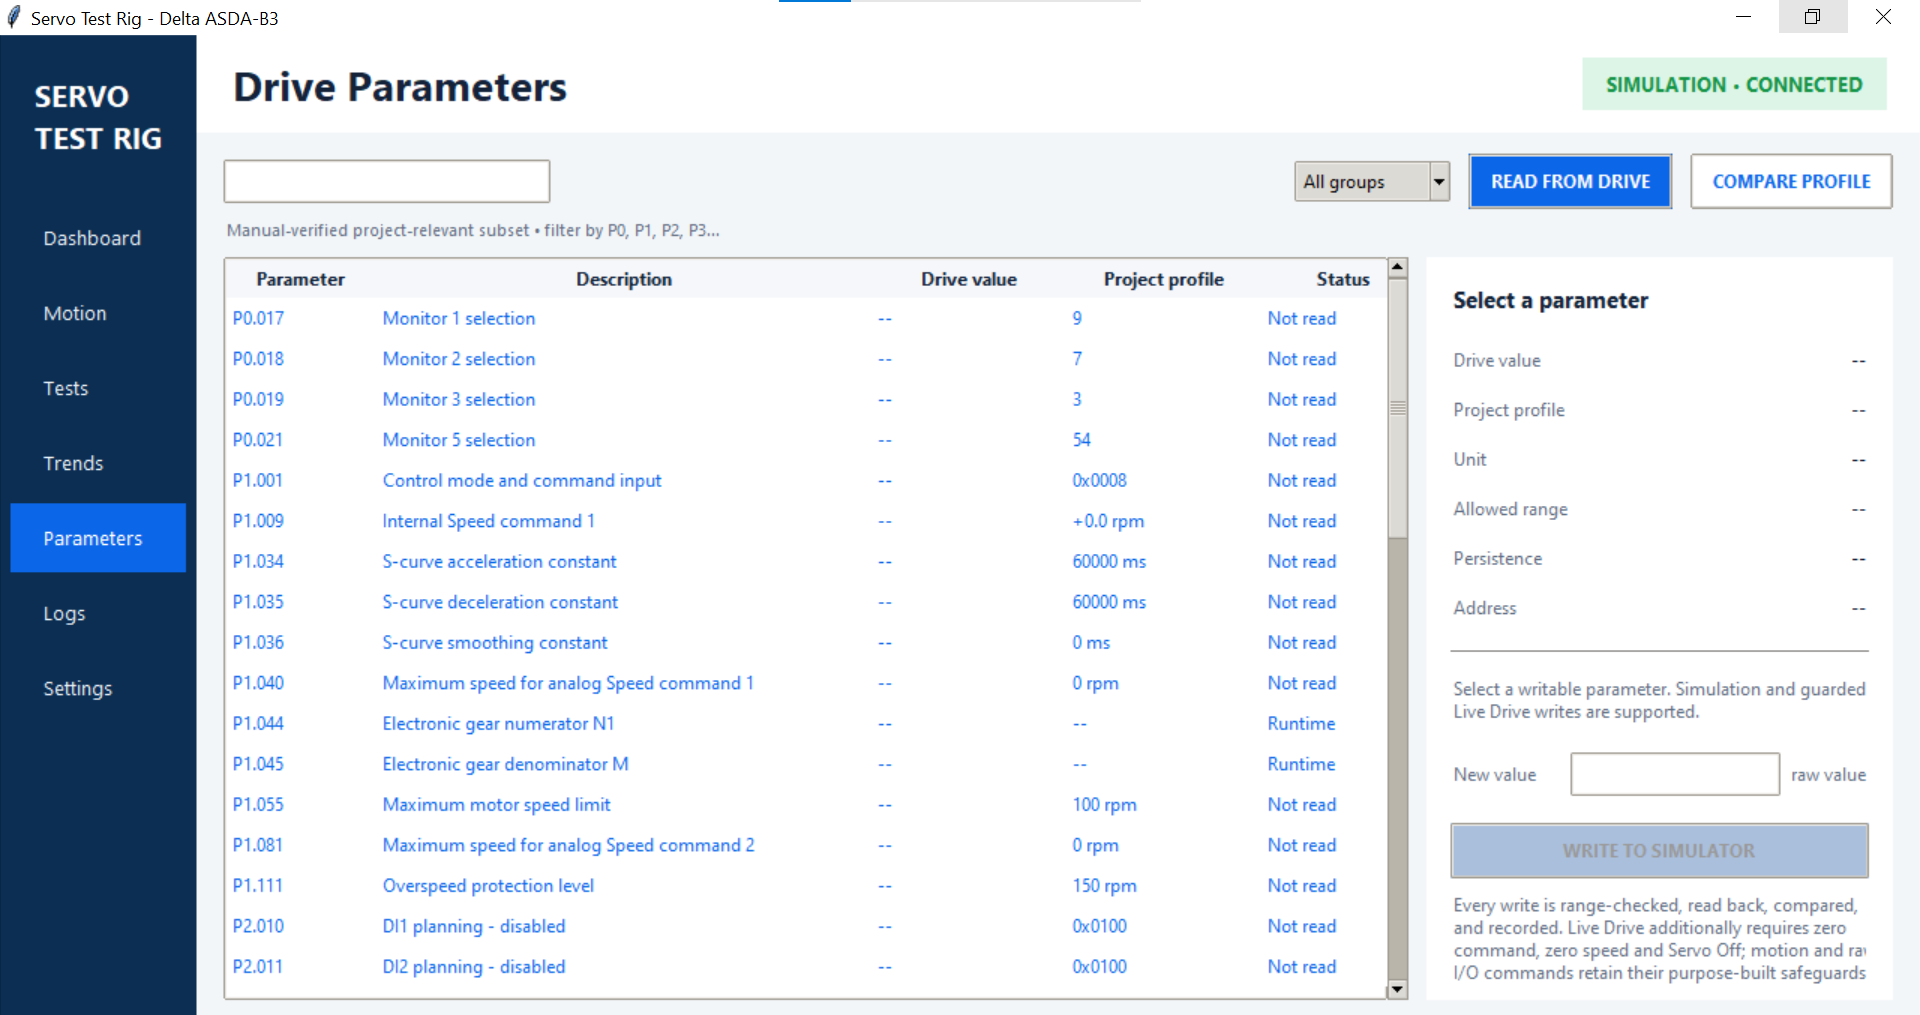 Servo Test Rig - Delta ASDA-B3
SERVO
TEST RIG
Dashboard
Motion
Tests
Trends
Parameters
Logs
Settings
Drive Parameters
SIMULATION • CONNECTED
All groups
READ FROM DRIVE
COMPARE PROFILE
Manual-verified project-relevant subset • filter by P0, P1, P2, P3...
Parameter Description Drive value Project profile Status
P0.017 Monitor 1 selection -- 9 Not read
P0.018 Monitor 2 selection -- 7 Not read
P0.019 Monitor 3 selection -- 3 Not read
P0.021 Monitor 5 selection -- 54 Not read
P1.001 Control mode and command input -- 0x0008 Not read
P1.009 Internal Speed command 1 -- +0.0 rpm Not read
P1.034 S-curve acceleration constant -- 60000 ms Not read
P1.035 S-curve deceleration constant -- 60000 ms Not read
P1.036 S-curve smoothing constant -- 0 ms Not read
P1.040 Maximum speed for analog Speed command 1 -- 0 rpm Not read
P1.044 Electronic gear numerator N1 -- -- Runtime
P1.045 Electronic gear denominator M -- -- Runtime
P1.055 Maximum motor speed limit -- 100 rpm Not read
P1.081 Maximum speed for analog Speed command 2 -- 0 rpm Not read
P1.111 Overspeed protection level -- 150 rpm Not read
P2.010 DI1 planning - disabled -- 0x0100 Not read
P2.011 DI2 planning - disabled -- 0x0100 Not read
Select a parameter
Drive value --
Project profile --
Unit --
Allowed range --
Persistence --
Address --
Select a writable parameter. Simulation and guarded
Live Drive writes are supported.
New value raw value
WRITE TO SIMULATOR
Every write is range-checked, read back, compared,
and recorded. Live Drive additionally requires zero
command, zero speed and Servo Off; motion and
I/O commands retain their purpose-built safeguards